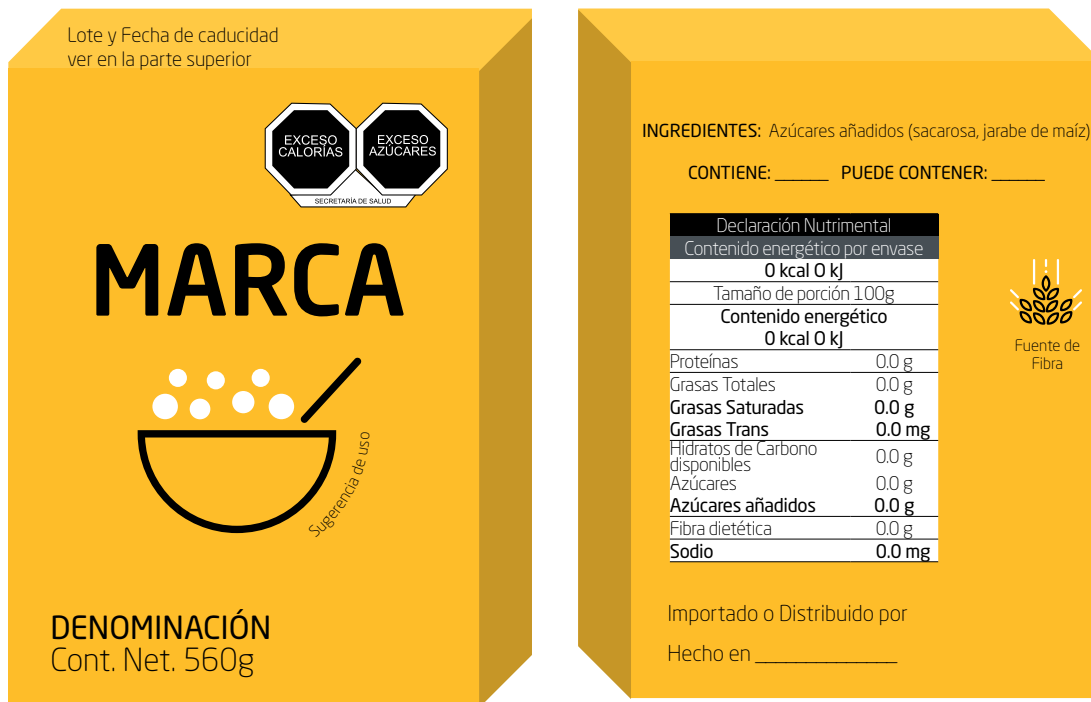 Lote y Fecha de caducidad
ver en la parte superior
EXCESO
CALORÍAS
EXCESO
AZÚCARES
SECRETARÍA DE SALUD
MARCA
Sugerencia de uso
DENOMINACIÓN
Cont. Net. 560g
INGREDIENTES: Azúcares añadidos (sacarosa, jarabe de maíz)
CONTIENE: ______ PUEDE CONTENER: ______
Declaración Nutrimental
Contenido energético por envase
0 kcal 0 kJ
Tamaño de porción 100g
Contenido energético
0 kcal 0 kJ
Proteínas 0.0 g
Grasas Totales 0.0 g
Grasas Saturadas 0.0 g
Grasas Trans 0.0 mg
Hidratos de Carbono
disponibles 0.0 g
Azúcares 0.0 g
Azúcares añadidos 0.0 g
Fibra dietética 0.0 g
Sodio 0.0 mg
Fuente de
Fibra
Importado o Distribuido por
Hecho en ______________